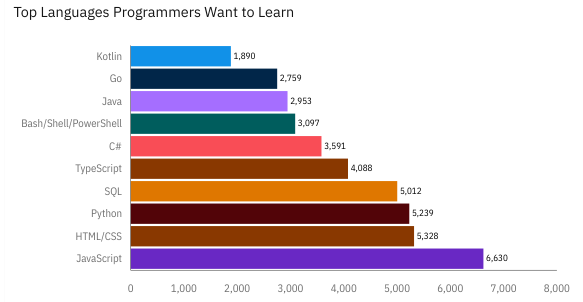 Top Languages Programmers Want to Learn
Kotlin 1,890
Go 2,759
Java 2,953
Bash/Shell/PowerShell 3,097
C# 3,591
TypeScript 4,088
SQL 5,012
Python 5,239
HTML/CSS 5,328
JavaScript 6,630
0 1,000 2,000 3,000 4,000 5,000 6,000 7,000 8,000